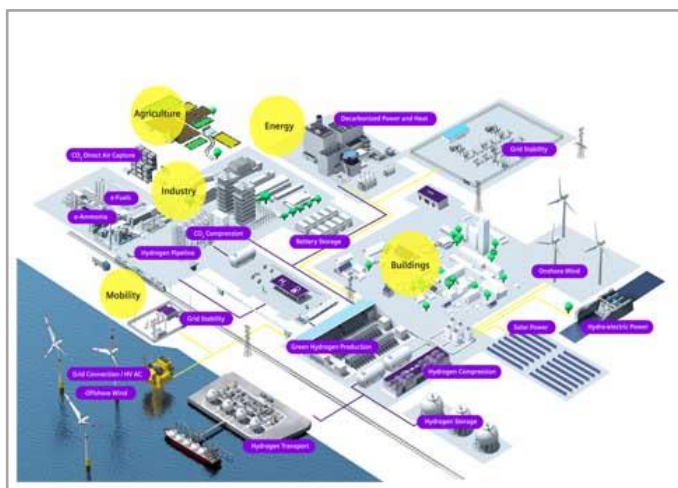 Agriculture
Energy
Decarbonized Power and Heat
Grid Stability
CO₂ Direct Air Capture
Industry
e-Fuels
e-Ammonia
CO₂ Compression
Battery Storage
Hydrogen Pipeline
Buildings
Onshore Wind
Mobility
Grid Stability
Solar Power
Hydro-electric Power
Green Hydrogen Production
Grid Connection / HV AC
Hydrogen Compression
Offshore Wind
Hydrogen Storage
Hydrogen Transport